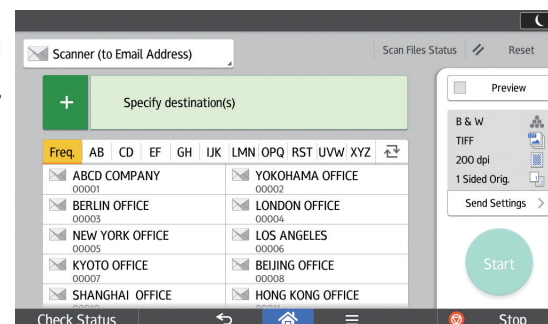 Scanner (to Email Address)
Scan Files Status
Reset
+
Specify destination(s)
Preview
B & W
TIFF
200 dpi
1 Sided Orig.
Send Settings >
Start
Freq. AB CD EF GH IJK LMN OPQ RST UVW XYZ
ABCD COMPANY
00001
YOKOHAMA OFFICE
00002
BERLIN OFFICE
00003
LONDON OFFICE
00004
NEW YORK OFFICE
00005
LOS ANGELES
00006
KYOTO OFFICE
00007
BEIJING OFFICE
00008
SHANGHAI OFFICE
HONG KONG OFFICE
Check Status
Stop